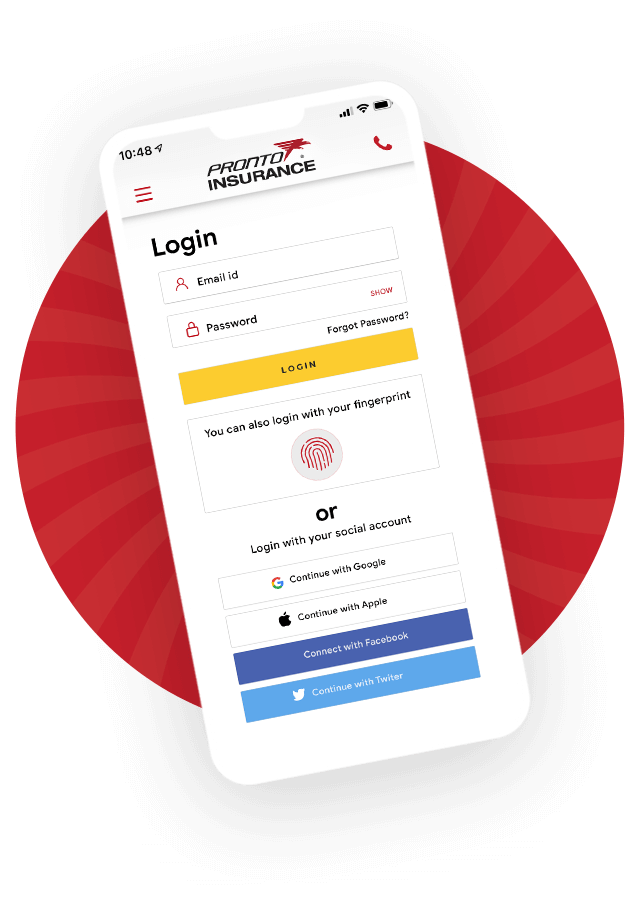 10:48
PRONTO
INSURANCE
Login
Email id
Password
SHOW
Forgot Password?
LOGIN
You can also login with your fingerprint
or
Login with your social account
Continue with Google
Continue with Apple
Connect with Facebook
Continue with Twiter